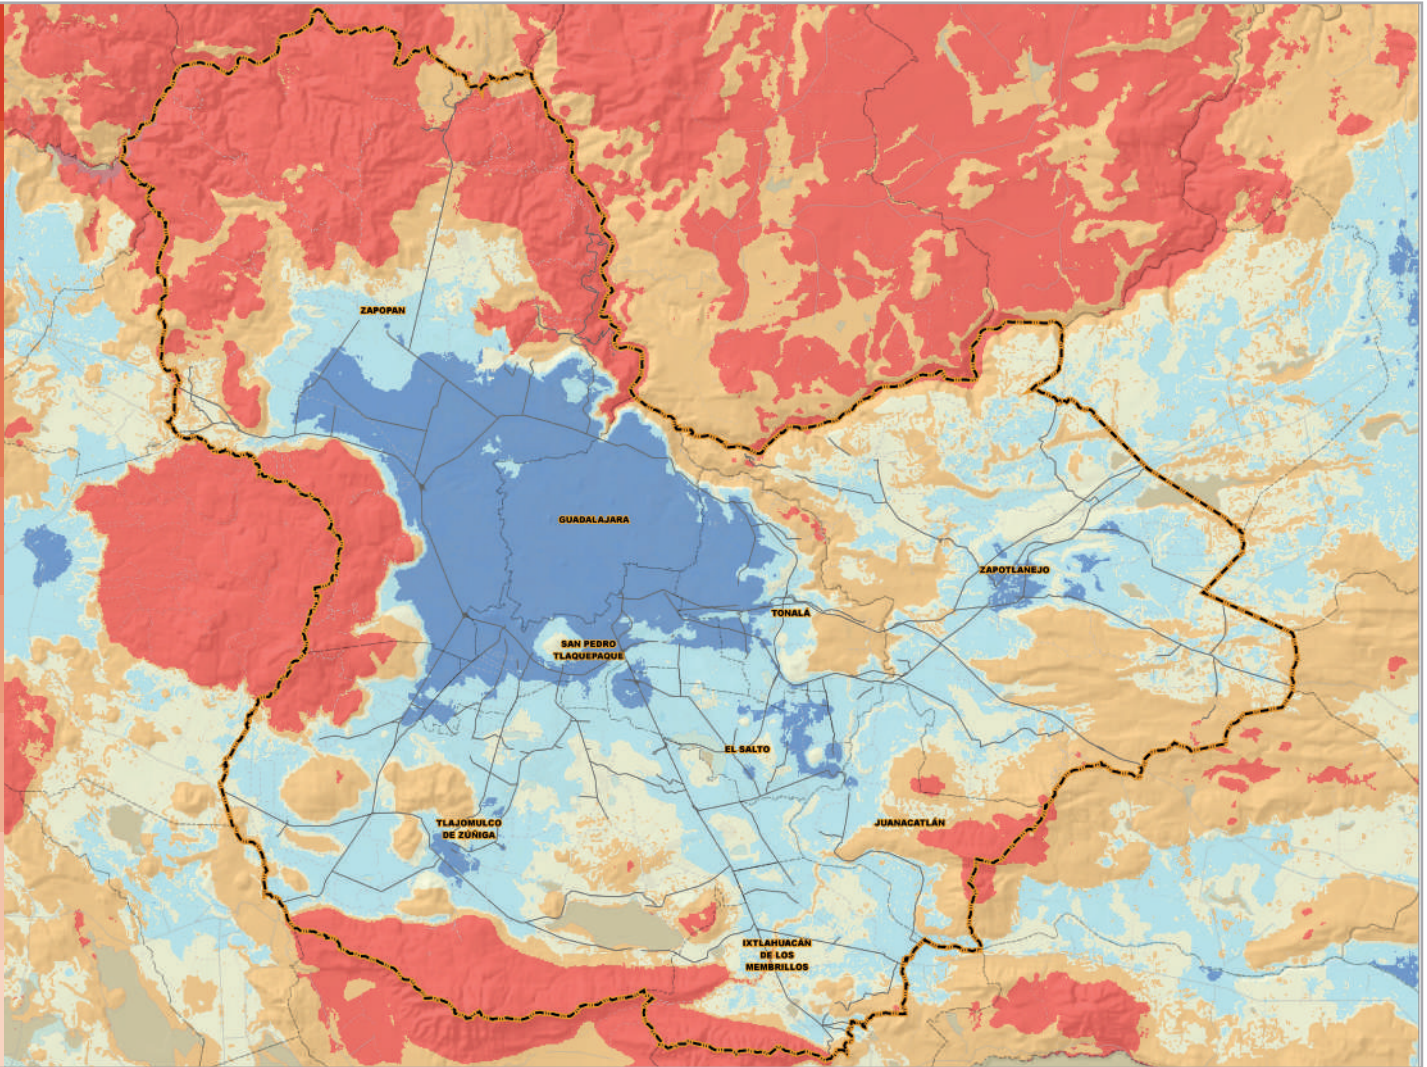 ZAPOPAN
GUADALAJARA
ZAPOTLANEJO
TONALÁ
SAN PEDRO
TLAQUEPAQUE
EL SALTO
TLAJOMULCO
DE ZÚÑIGA
JUANACATLÁN
IXTLAHUACÁN
DE LOS
MEMBRILLOS